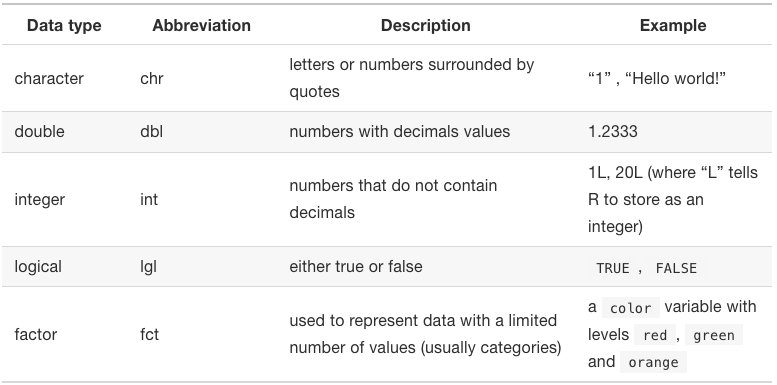 Data type Abbreviation Description Example
character chr letters or numbers surrounded by quotes “1” , “Hello world!”
double dbl numbers with decimals values 1.2333
integer int numbers that do not contain decimals 1L, 20L (where “L” tells R to store as an integer)
logical lgl either true or false TRUE , FALSE
factor fct used to represent data with a limited number of values (usually categories) a color variable with levels red , green and orange